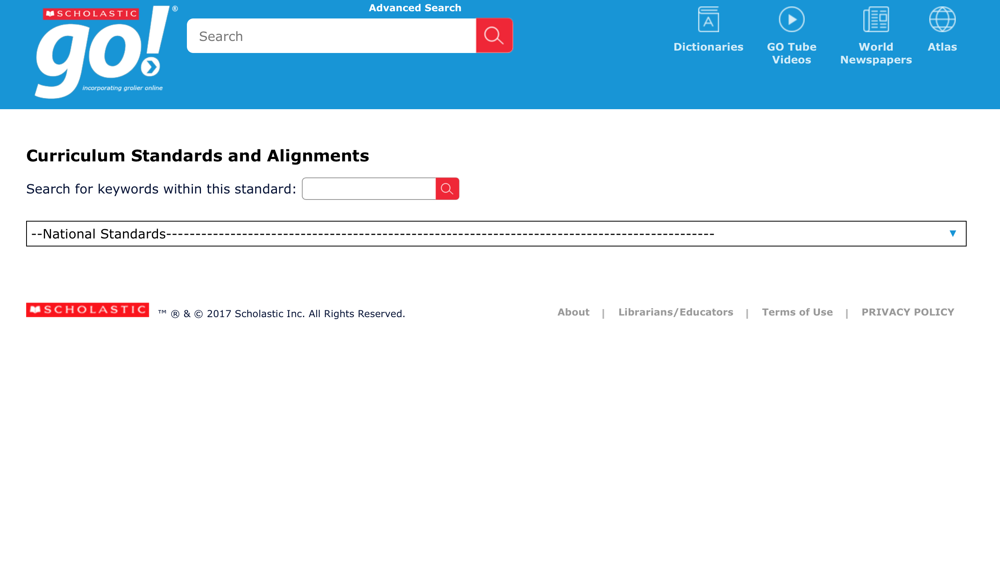 SCHOLASTIC
go!®
incorporating grolier online
Advanced Search
Search
Dictionaries
GO Tube
Videos
World
Newspapers
Atlas
Curriculum Standards and Alignments
Search for keywords within this standard:
--National Standards----------------------------------------------------------------------------------------------
SCHOLASTIC
™ ® & © 2017 Scholastic Inc. All Rights Reserved.
About | Librarians/Educators | Terms of Use | PRIVACY POLICY